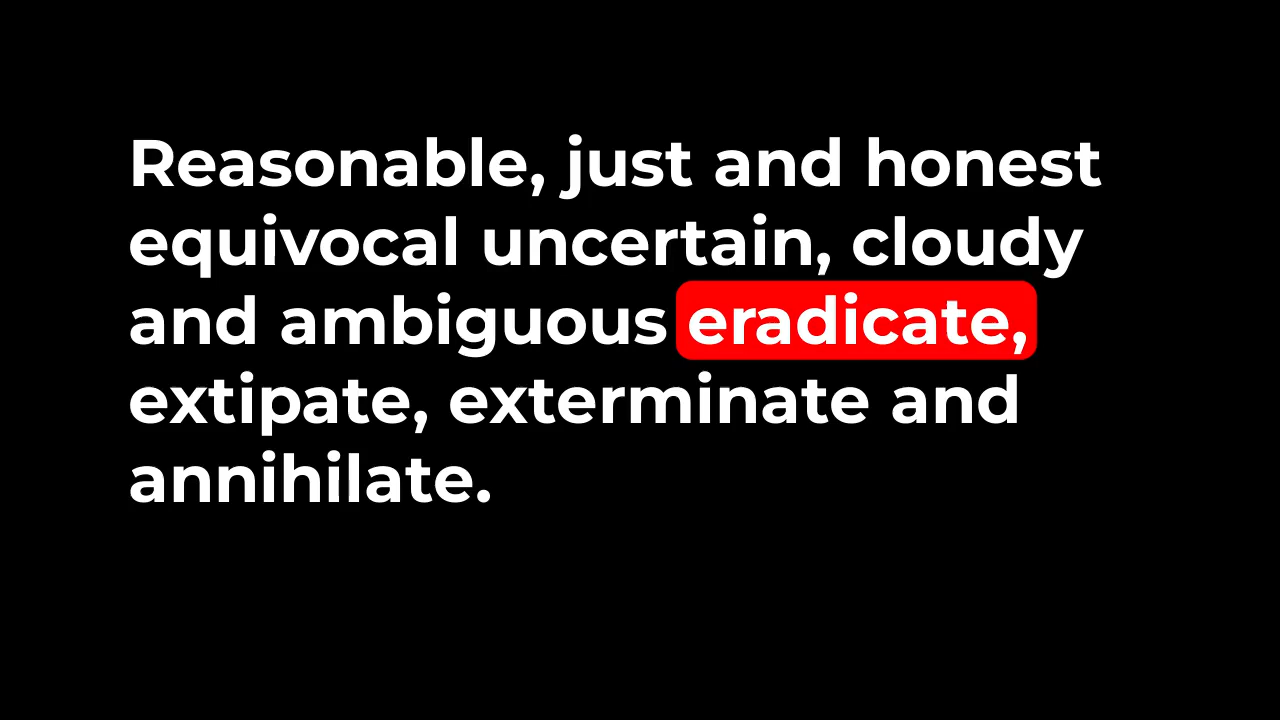 Reasonable, just and honest
equivocal uncertain, cloudy
and ambiguous eradicate,
extipate, exterminate and
annihilate.